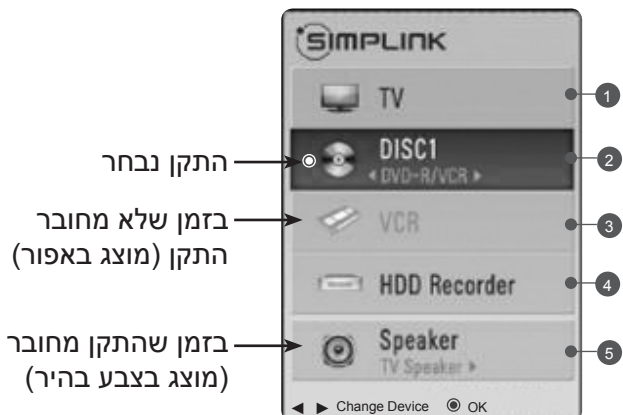 SIMPLINK
TV
1
התקן נבחר
DISC1
◄ DVD-R/VCR ►
2
בזמן שלא מחובר
התקן (מוצג באפור)
VCR
3
HDD Recorder
4
בזמן שהתקן מחובר
(מוצג בצבע בהיר)
Speaker
TV Speaker ►
5
◄ ► Change Device ◉ OK